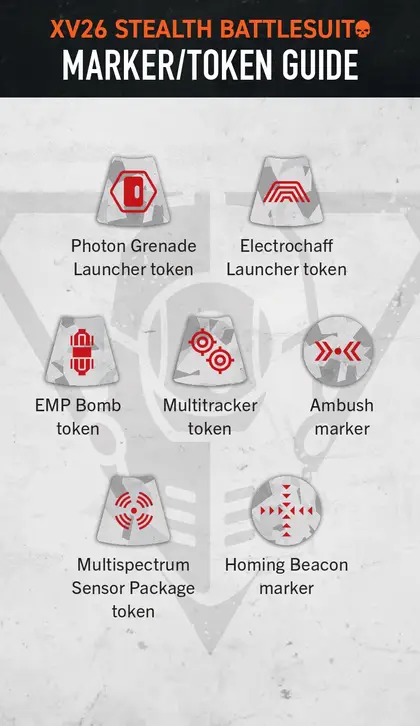 XV26 STEALTH BATTLESUIT
MARKER/TOKEN GUIDE
Photon Grenade
Launcher token
Electrochaff
Launcher token
EMP Bomb
token
Multitracker
token
Ambush
marker
Multispectrum
Sensor Package
token
Homing Beacon
marker